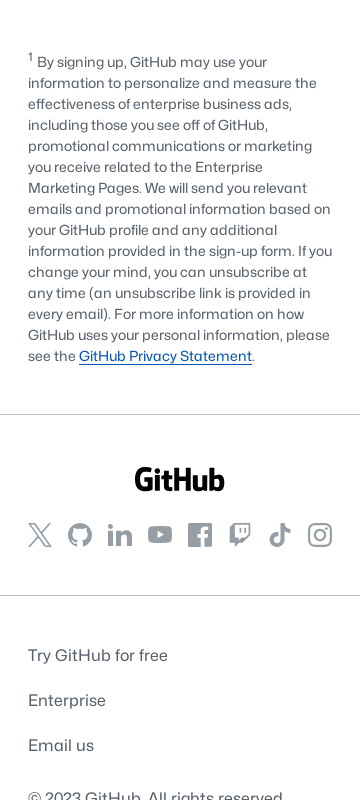 1 By signing up, GitHub may use your
information to personalize and measure the
effectiveness of enterprise business ads,
including those you see off of GitHub,
promotional communications or marketing
you receive related to the Enterprise
Marketing Pages. We will send you relevant
emails and promotional information based on
your GitHub profile and any additional
information provided in the sign-up form. If you
change your mind, you can unsubscribe at
any time (an unsubscribe link is provided in
every email). For more information on how
GitHub uses your personal information, please
see the GitHub Privacy Statement.
GitHub
Try GitHub for free
Enterprise
Email us
© 2023 GitHub. All rights reserved